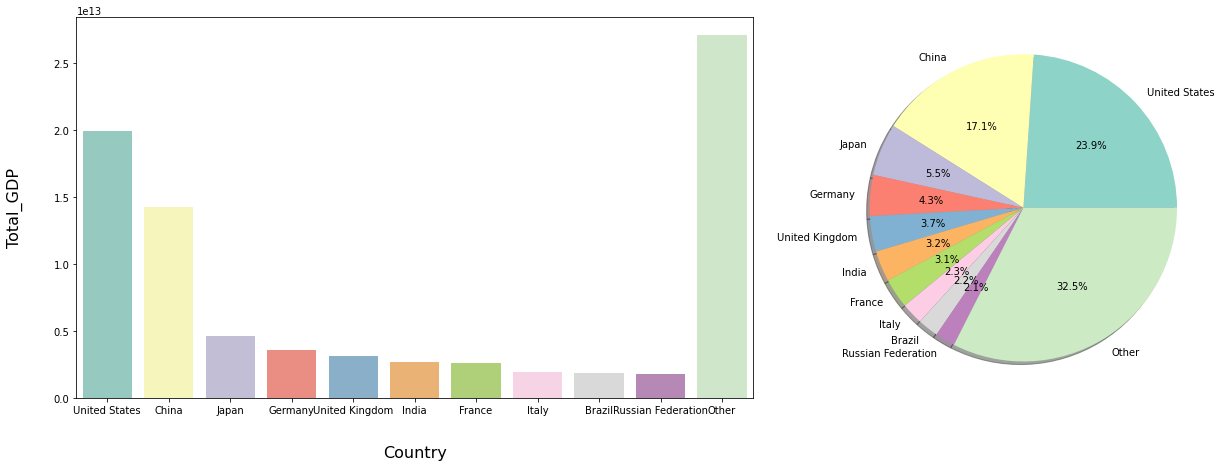 1e13
2.5
2.0
1.5
1.0
0.5
0.0
Total_GDP
United States China Japan Germany United Kingdom India France Italy Brazil Russian Federation Other
Country
China
United States
17.1%
23.9%
Japan
5.5%
Germany
4.3%
3.7%
United Kingdom
3.2%
3.1%
India
2.3%
2.2%
2.1%
32.5%
France
Italy
Brazil
Russian Federation
Other